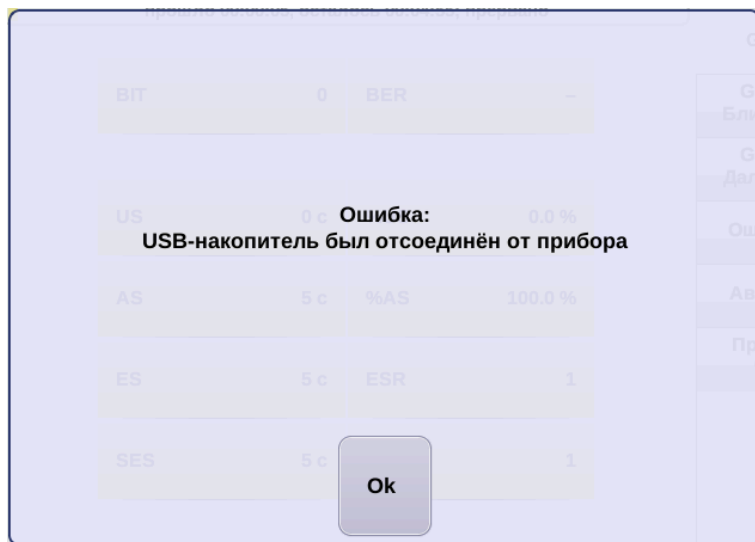 BIT 0 BER –
US 0 с 0.0 %
Ошибка:
USB-накопитель был отсоединён от прибора
AS 5 с %AS 100.0 %
ES 5 с ESR 1
SES 5 с 1
Ok